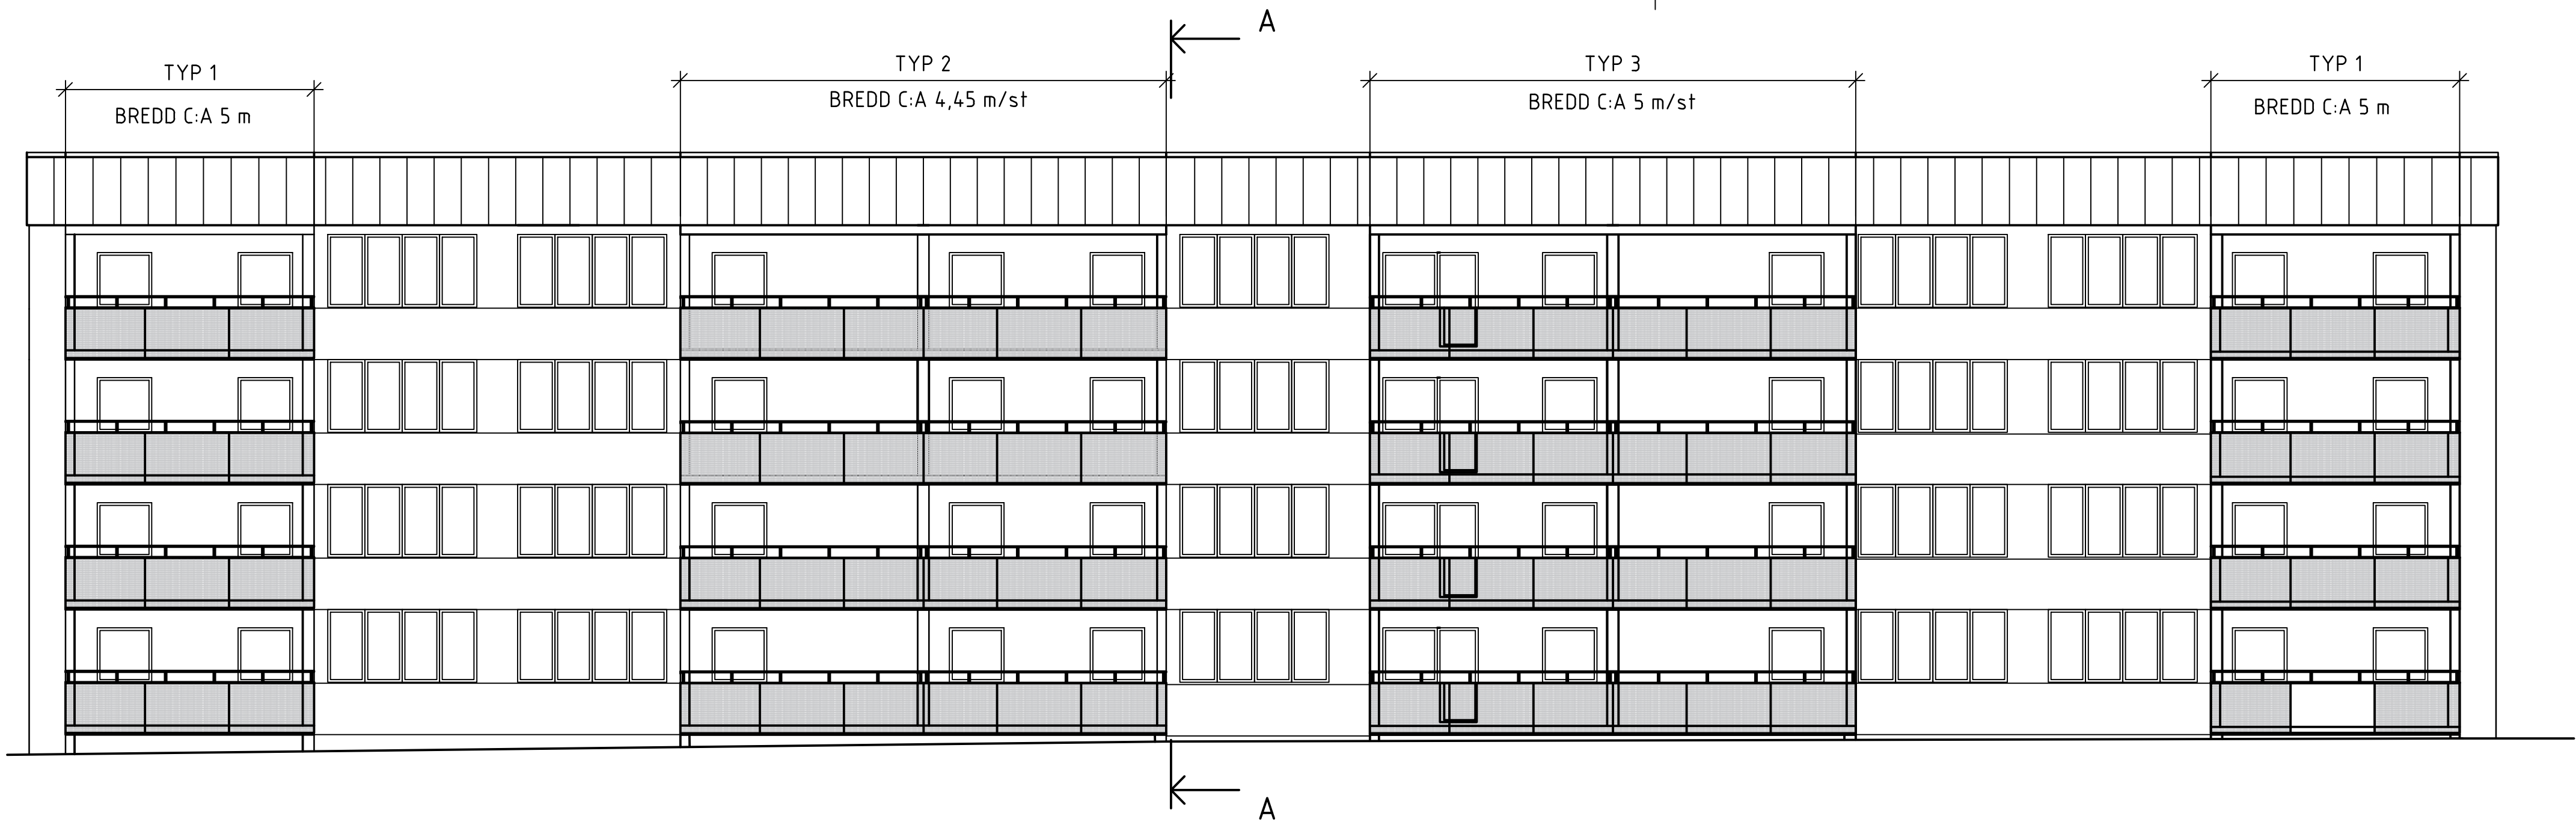 A
TYP 1
BREDD C:A 5 m
TYP 2
BREDD C:A 4,45 m/st
TYP 3
BREDD C:A 5 m/st
TYP 1
BREDD C:A 5 m
A